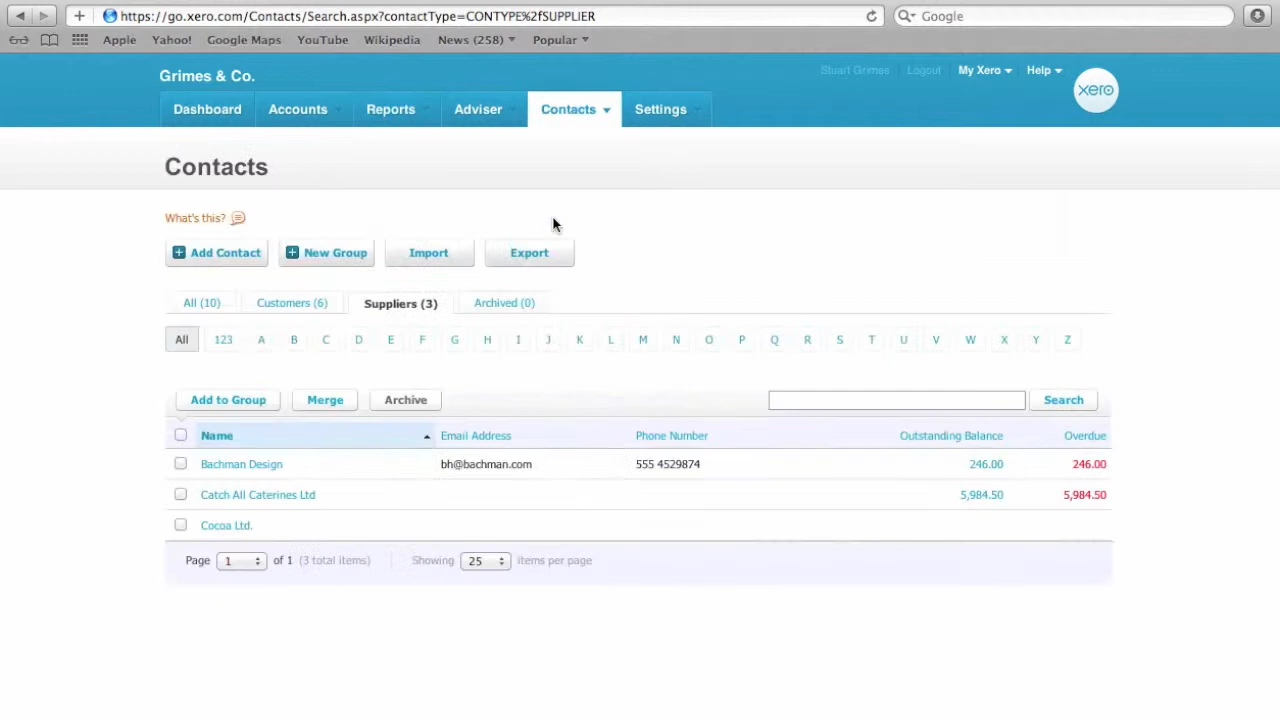 https://go.xero.com/Contacts/Search.aspx?contactType=CONTYPE%2fSUPPLIER Google
Apple Yahoo! Google Maps YouTube Wikipedia News (258) Popular
Grimes & Co. Stuart Grimes Logout My Xero Help
xero
Dashboard Accounts Reports Adviser Contacts Settings
Contacts
What's this?
Add Contact New Group Import Export
All (10) Customers (6) Suppliers (3) Archived (0)
All 123 A B C D E F G H I J K L M N O P Q R S T U V W X Y Z
Add to Group Merge Archive Search
Name Email Address Phone Number Outstanding Balance Overdue
Bachman Design bh@bachman.com 555 4529874 246.00 246.00
Catch All Caterines Ltd 5,984.50 5,984.50
Cocoa Ltd.
Page 1 of 1 (3 total items) Showing 25 items per page